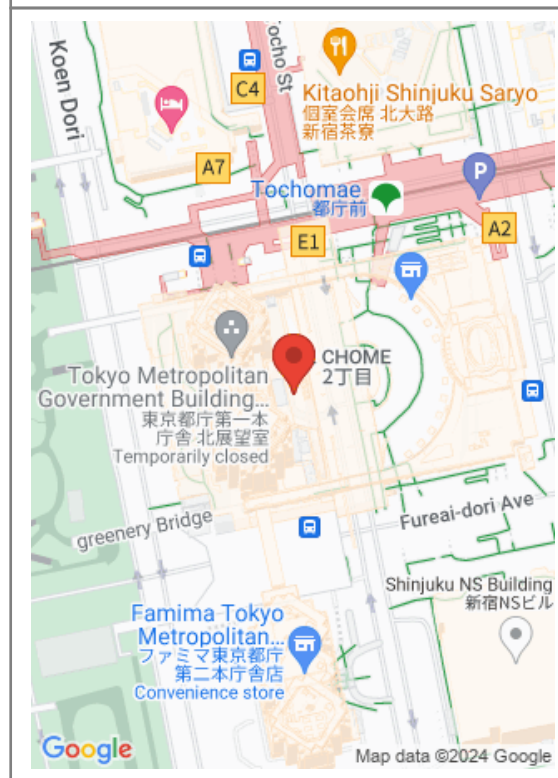 Koen Dori
ocho St
C4
Kitaohji Shinjuku Saryo
個室会席 北大路
新宿茶寮
A7
P
Tochomae
都庁前
E1
A2
CHOME
2丁目
Tokyo Metropolitan
Government Building...
東京都庁第一本
庁舎 北展望室
Temporarily closed
greenery Bridge
Fureai-dori Ave
Shinjuku NS Building
新宿NSビル
Famima Tokyo
Metropolitan...
ファミマ東京都庁
第二本庁舎店
Convenience store
Google
Map data ©2024 Google